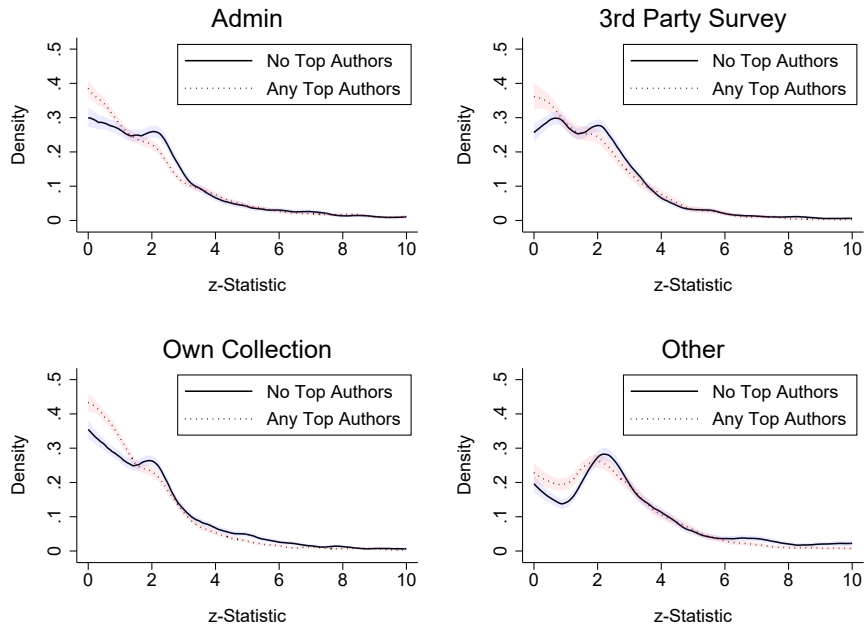 Admin
No Top Authors
Any Top Authors
Density
.5
.4
.3
.2
.1
0
0 2 4 6 8 10
z-Statistic
3rd Party Survey
No Top Authors
Any Top Authors
Density
.5
.4
.3
.2
.1
0
0 2 4 6 8 10
z-Statistic
Own Collection
No Top Authors
Any Top Authors
Density
.5
.4
.3
.2
.1
0
0 2 4 6 8 10
z-Statistic
Other
No Top Authors
Any Top Authors
Density
.5
.4
.3
.2
.1
0
0 2 4 6 8 10
z-Statistic